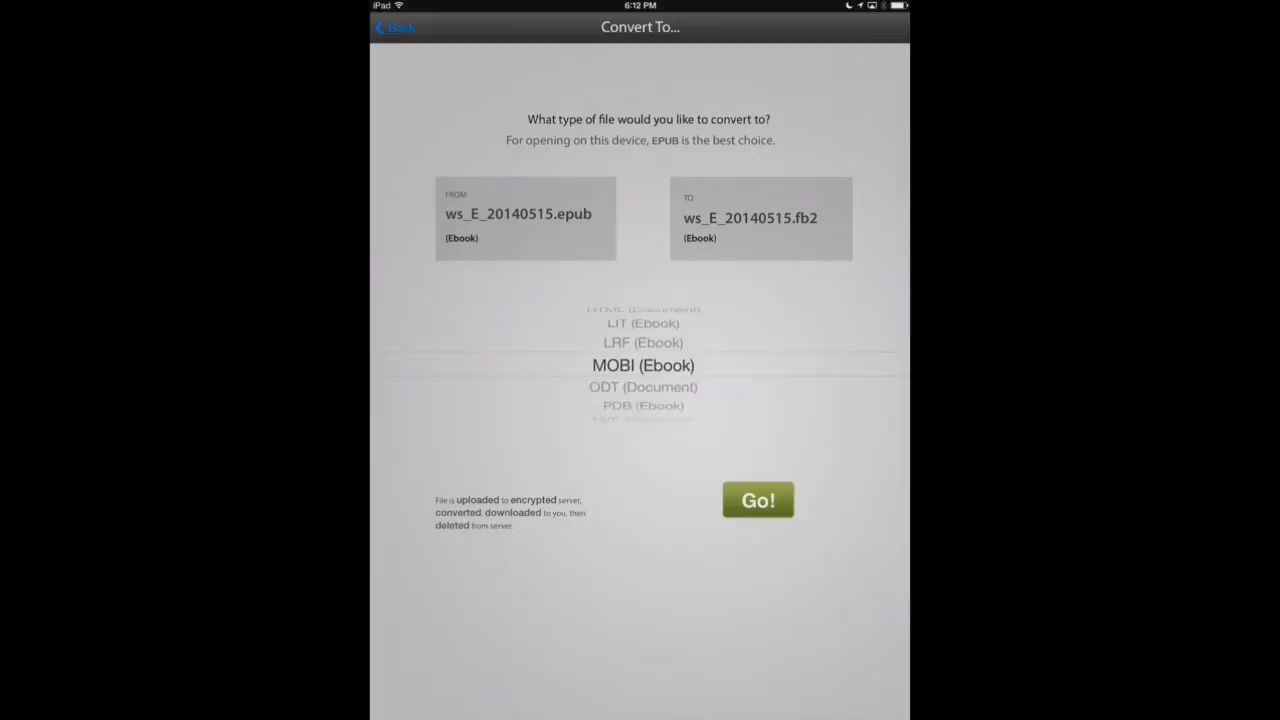 iPad
6:12 PM
Back
Convert To...
What type of file would you like to convert to?
For opening on this device, EPUB is the best choice.
FROM
ws_E_20140515.epub
(Ebook)
TO
ws_E_20140515.fb2
(Ebook)
HTML (Document)
LIT (Ebook)
LRF (Ebook)
MOBI (Ebook)
ODT (Document)
PDB (Ebook)
File is uploaded to encrypted server,
converted, downloaded to you, then
deleted from server.
Go!